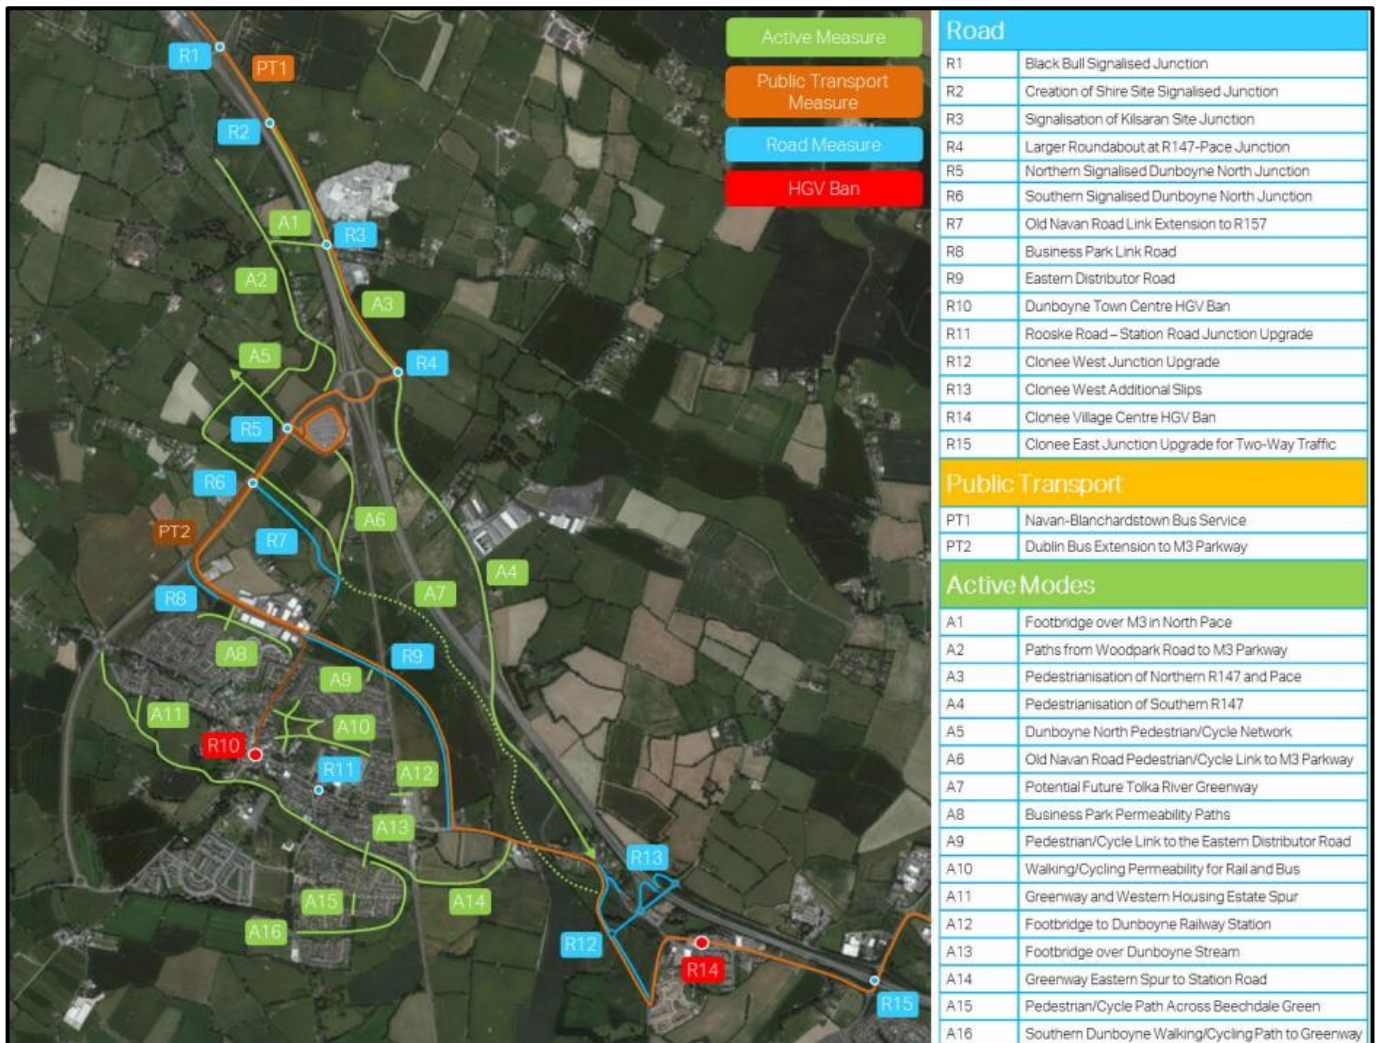 R1
PT1
R2
A1
R3
A2
A3
A5
R4
R5
R6
A6
PT2
R7
A4
A7
R8
A8
R9
A9
A11
A10
R10
R11
A12
A13
R13
A15
A14
A16
R12
R14
R15
Active Measure
Public Transport
Measure
Road Measure
HGV Ban
Road
R1 Black Bull Signalised Junction
R2 Creation of Shire Site Signalised Junction
R3 Signalisation of Kilsaran Site Junction
R4 Larger Roundabout at R147-Pace Junction
R5 Northern Signalised Dunboyne North Junction
R6 Southern Signalised Dunboyne North Junction
R7 Old Navan Road Link Extension to R157
R8 Business Park Link Road
R9 Eastern Distributor Road
R10 Dunboyne Town Centre HGV Ban
R11 Rooske Road – Station Road Junction Upgrade
R12 Clonee West Junction Upgrade
R13 Clonee West Additional Slips
R14 Clonee Village Centre HGV Ban
R15 Clonee East Junction Upgrade for Two-Way Traffic
Public Transport
PT1 Navan-Blanchardstown Bus Service
PT2 Dublin Bus Extension to M3 Parkway
Active Modes
A1 Footbridge over M3 in North Pace
A2 Paths from Woodpark Road to M3 Parkway
A3 Pedestrianisation of Northern R147 and Pace
A4 Pedestrianisation of Southern R147
A5 Dunboyne North Pedestrian/Cycle Network
A6 Old Navan Road Pedestrian/Cycle Link to M3 Parkway
A7 Potential Future Tolka River Greenway
A8 Business Park Permeability Paths
A9 Pedestrian/Cycle Link to the Eastern Distributor Road
A10 Walking/Cycling Permeability for Rail and Bus
A11 Greenway and Western Housing Estate Spur
A12 Footbridge to Dunboyne Railway Station
A13 Footbridge over Dunboyne Stream
A14 Greenway Eastern Spur to Station Road
A15 Pedestrian/Cycle Path Across Beechdale Green
A16 Southern Dunboyne Walking/Cycling Path to Greenway